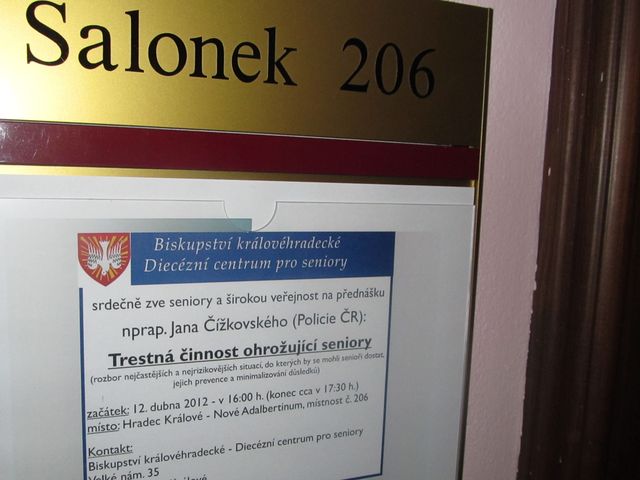 Salonek 206
Biskupství královéhradecké
Diecézní centrum pro seniory
srdečně zve seniory a širokou veřejnost na přednášku
nprap. Jana Čížkovského (Policie ČR):
Trestná činnost ohrožující seniory
(rozbor nejčastějších a nejrizikovějších situací, do kterých by se mohli senioři dostat,
jejich prevence a minimalizování důsledků)
začátek: 12. dubna 2012 - v 16:00 h. (konec cca v 17:30 h.)
místo: Hradec Králové - Nové Adalbertinum, místnost č. 206
Kontakt:
Biskupství královéhradecké - Diecézní centrum pro seniory
Velké nám. 35